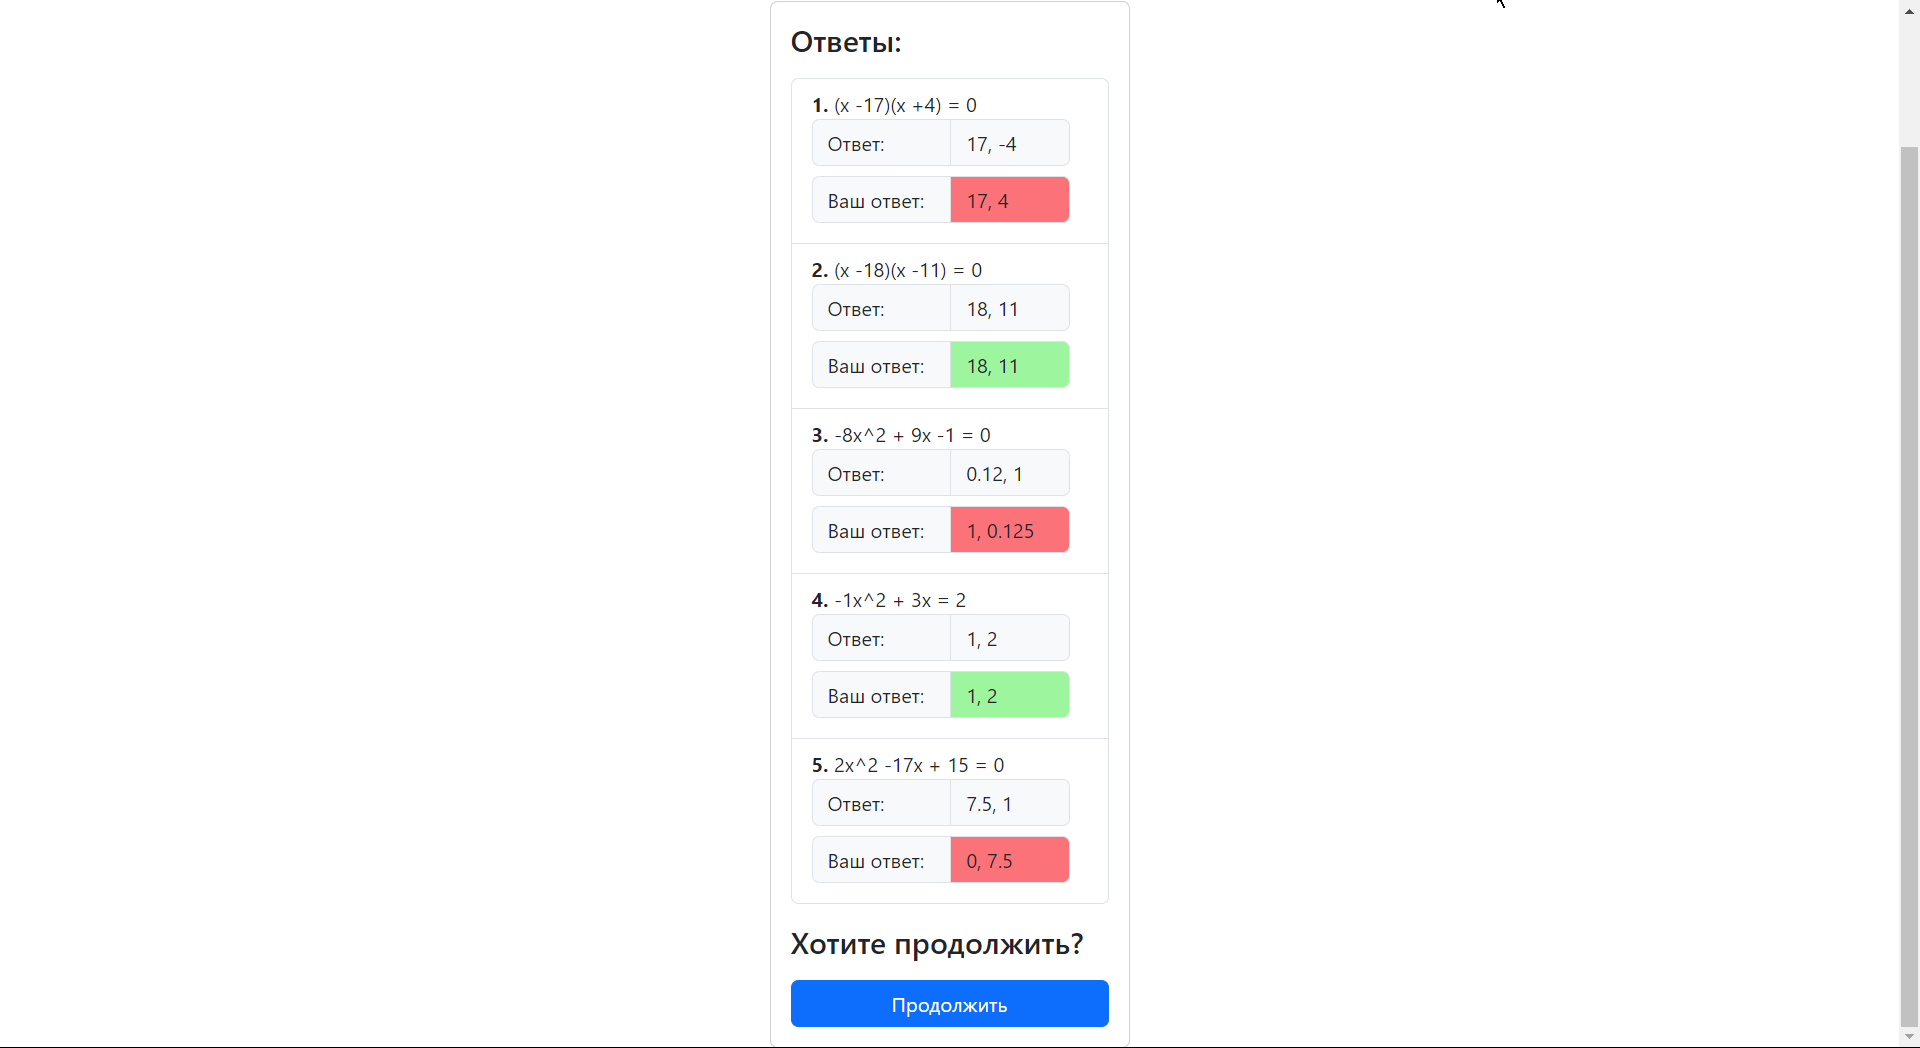 Ответы:
1. (x -17)(x +4) = 0
Ответ: 17, -4
Ваш ответ: 17, 4
2. (x -18)(x -11) = 0
Ответ: 18, 11
Ваш ответ: 18, 11
3. -8x^2 + 9x -1 = 0
Ответ: 0.12, 1
Ваш ответ: 1, 0.125
4. -1x^2 + 3x = 2
Ответ: 1, 2
Ваш ответ: 1, 2
5. 2x^2 -17x + 15 = 0
Ответ: 7.5, 1
Ваш ответ: 0, 7.5
Хотите продолжить?
Продолжить